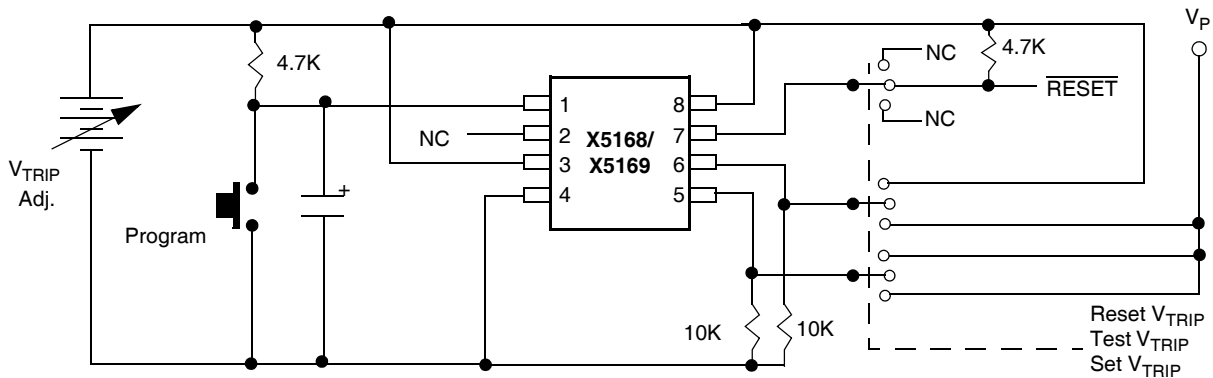 V_P
4.7K
NC
4.7K
RESET
NC
1
8
NC
2
X5168/
7
X5169
3
6
4
5
V_TRIP
Adj.
+
Program
10K
10K
Reset V_TRIP
Test V_TRIP
Set V_TRIP